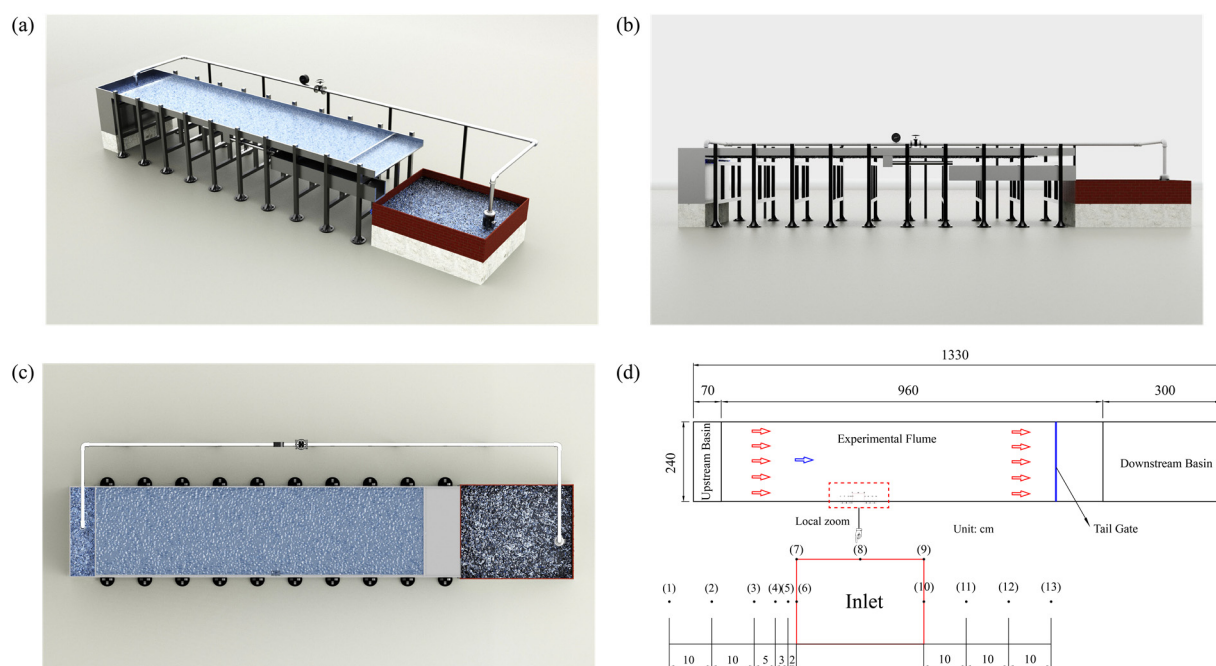 (a)
(b)
(c)
(d)
1330
70 960 300
240
Upstream Basin
Experimental Flume
Downstream Basin
Local zoom
Unit: cm
Tail Gate
(7) (8) (9)
(1) (2) (3) (4) (5) (6) (10) (11) (12) (13)
Inlet
10 10 5 3 2 10 10 10